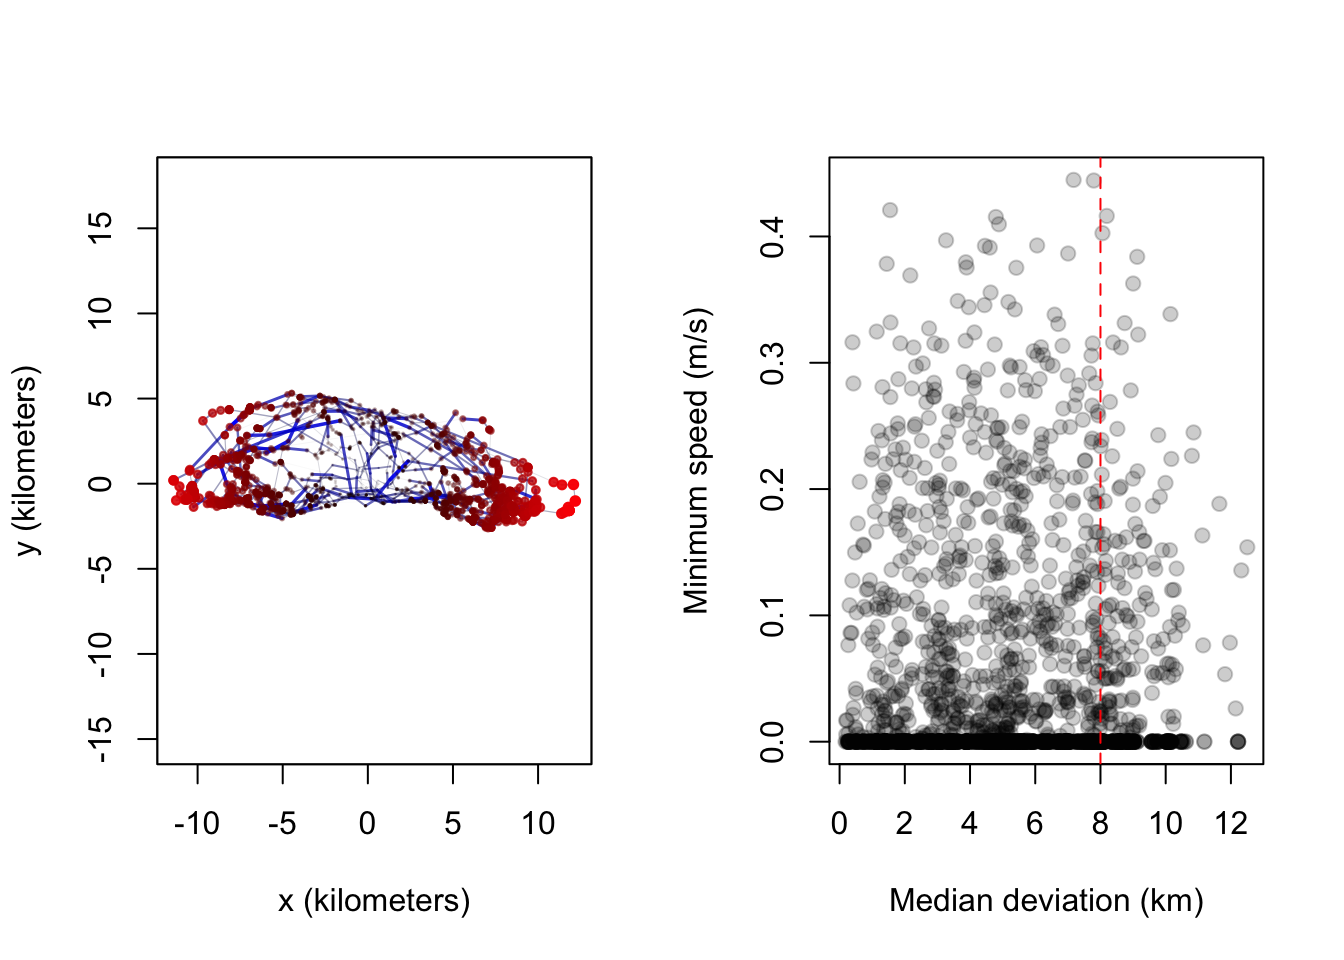 15
10
5
0
-5
-10
-15
y (kilometers)
-10 -5 0 5 10
x (kilometers)
0.4
0.3
0.2
0.1
0.0
Minimum speed (m/s)
0 2 4 6 8 10 12
Median deviation (km)